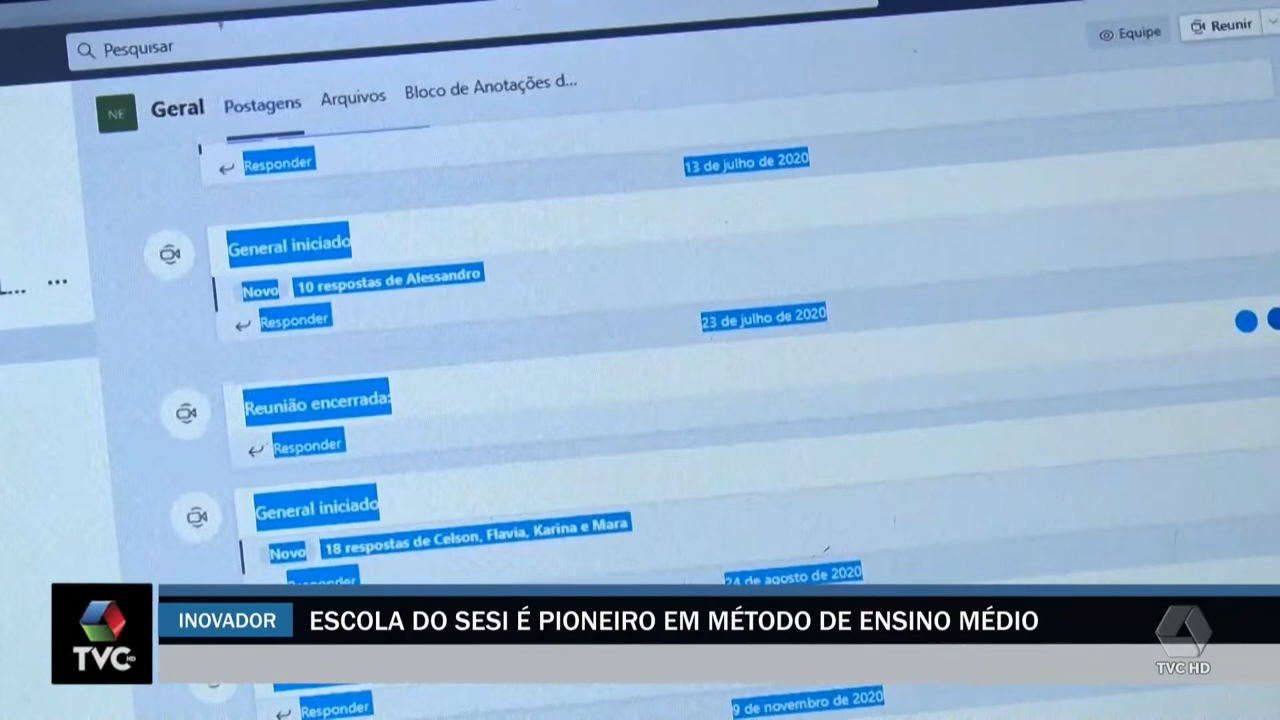 Pesquisar
Equipe
Reunir
NE
Geral Postagens Arquivos Bloco de Anotações d...
Responder
13 de julho de 2020
General iniciado
Novo 10 respostas de Alessandro
Responder
23 de julho de 2020
L... ...
Reunião encerrada:
Responder
General iniciado
Novo 18 respostas de Celson, Flavia, Karina e Mara
Responder
24 de agosto de 2020
INOVADOR
ESCOLA DO SESI É PIONEIRO EM MÉTODO DE ENSINO MÉDIO
TVC HD
TVC HD
Responder
9 de novembro de 2020